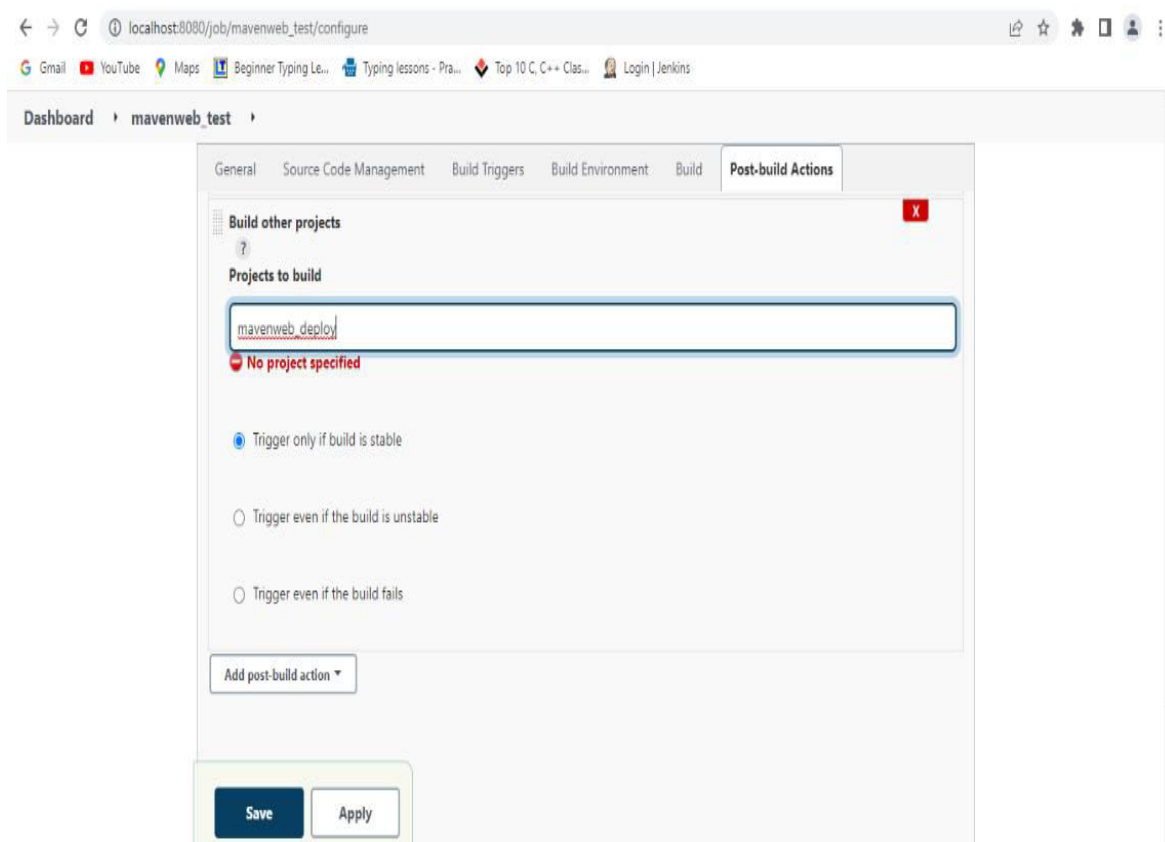 localhost:8080/job/mavenweb_test/configure
Gmail YouTube Maps Beginner Typing Le... Typing lessons - Pra... Top 10 C, C++ Clas... Login | Jenkins
Dashboard mavenweb_test
General Source Code Management Build Triggers Build Environment Build Post-build Actions
Build other projects X
?
Projects to build
mavenweb_deploy
No project specified
Trigger only if build is stable
Trigger even if the build is unstable
Trigger even if the build fails
Add post-build action
Save Apply